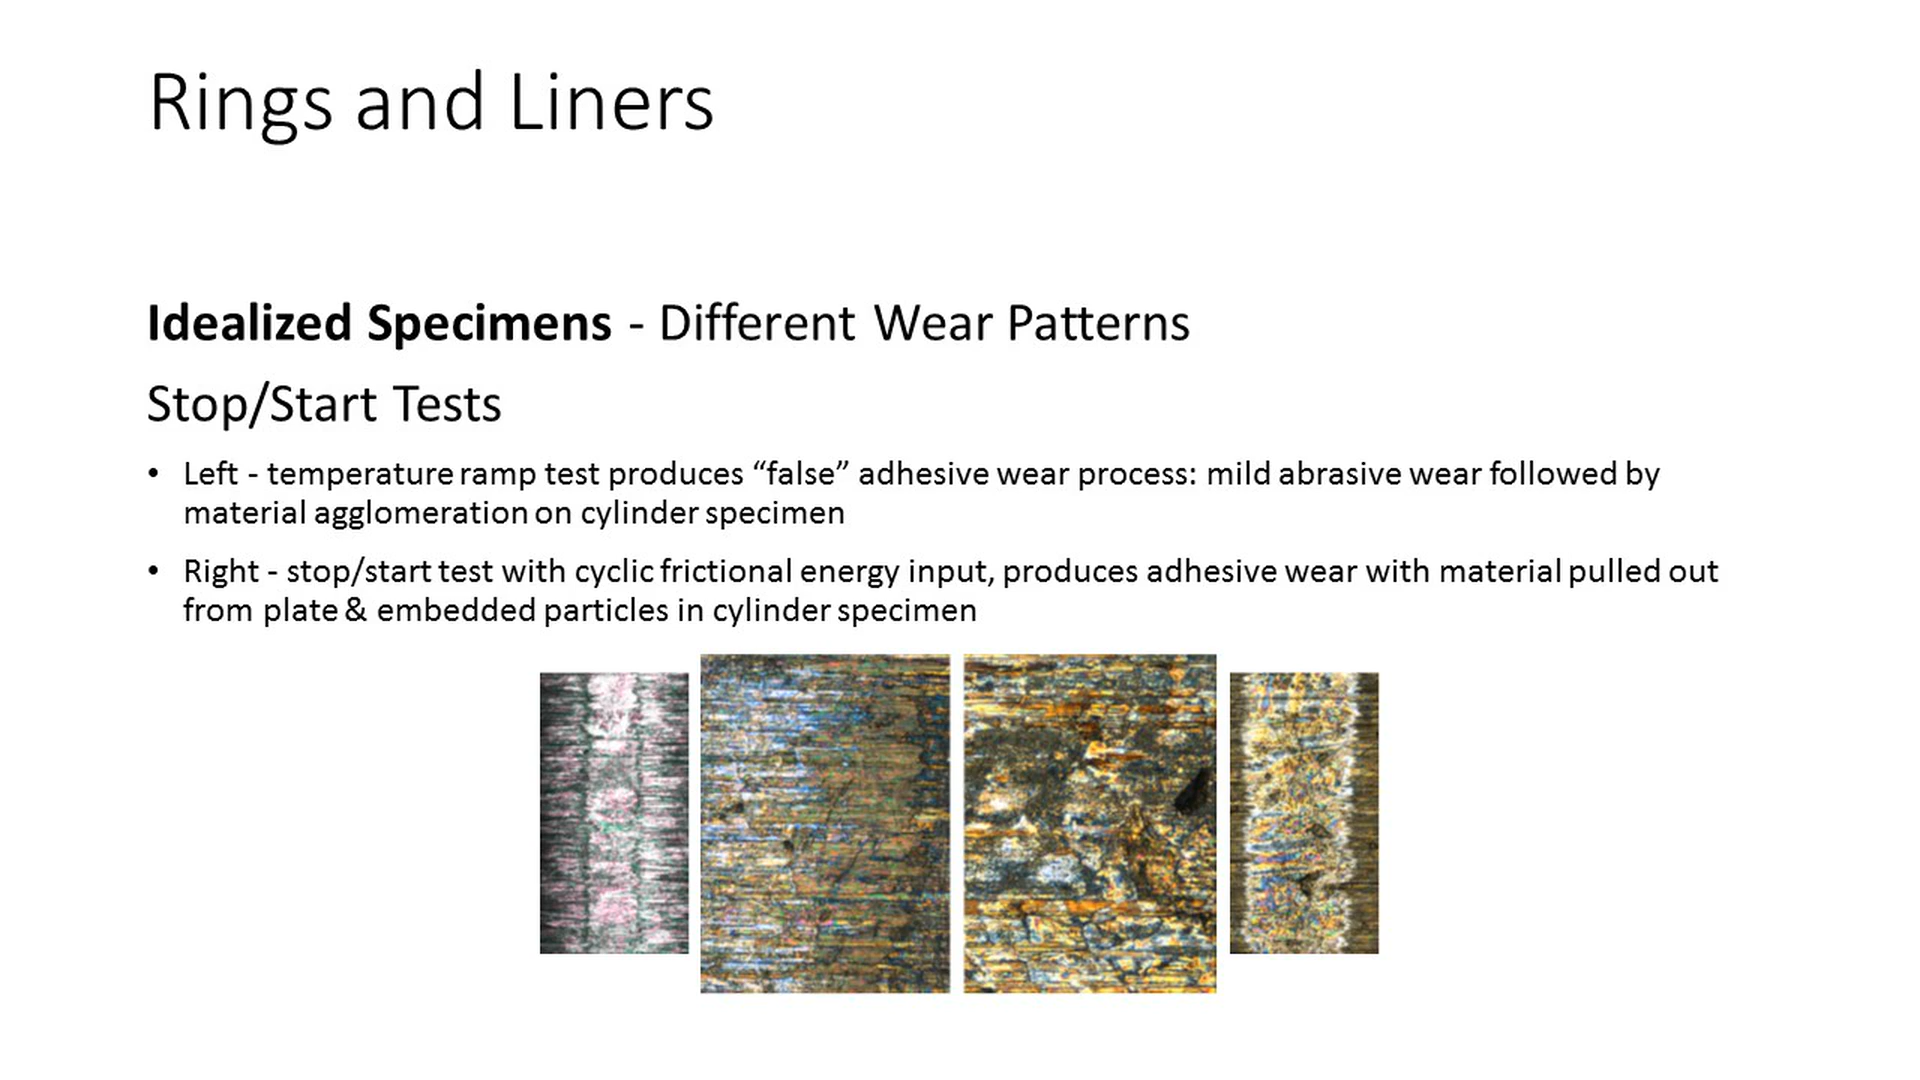 Rings and Liners
Idealized Specimens - Different Wear Patterns
Stop/Start Tests
• Left - temperature ramp test produces “false” adhesive wear process: mild abrasive wear followed by
material agglomeration on cylinder specimen
• Right - stop/start test with cyclic frictional energy input, produces adhesive wear with material pulled out
from plate & embedded particles in cylinder specimen